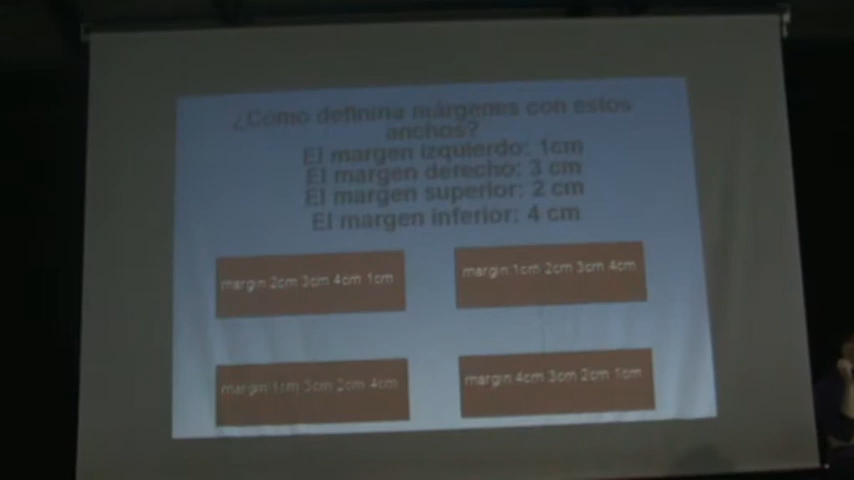 ¿Cómo definiría márgenes con estos
anchos?
El margen izquierdo: 1cm
El margen derecho: 3 cm
El margen superior: 2 cm
El margen inferior: 4 cm
margin 2cm 3cm 4cm 1cm
margin 1cm 2cm 3cm 4cm
margin 1cm 3cm 2cm 4cm
margin 4cm 3cm 2cm 1cm